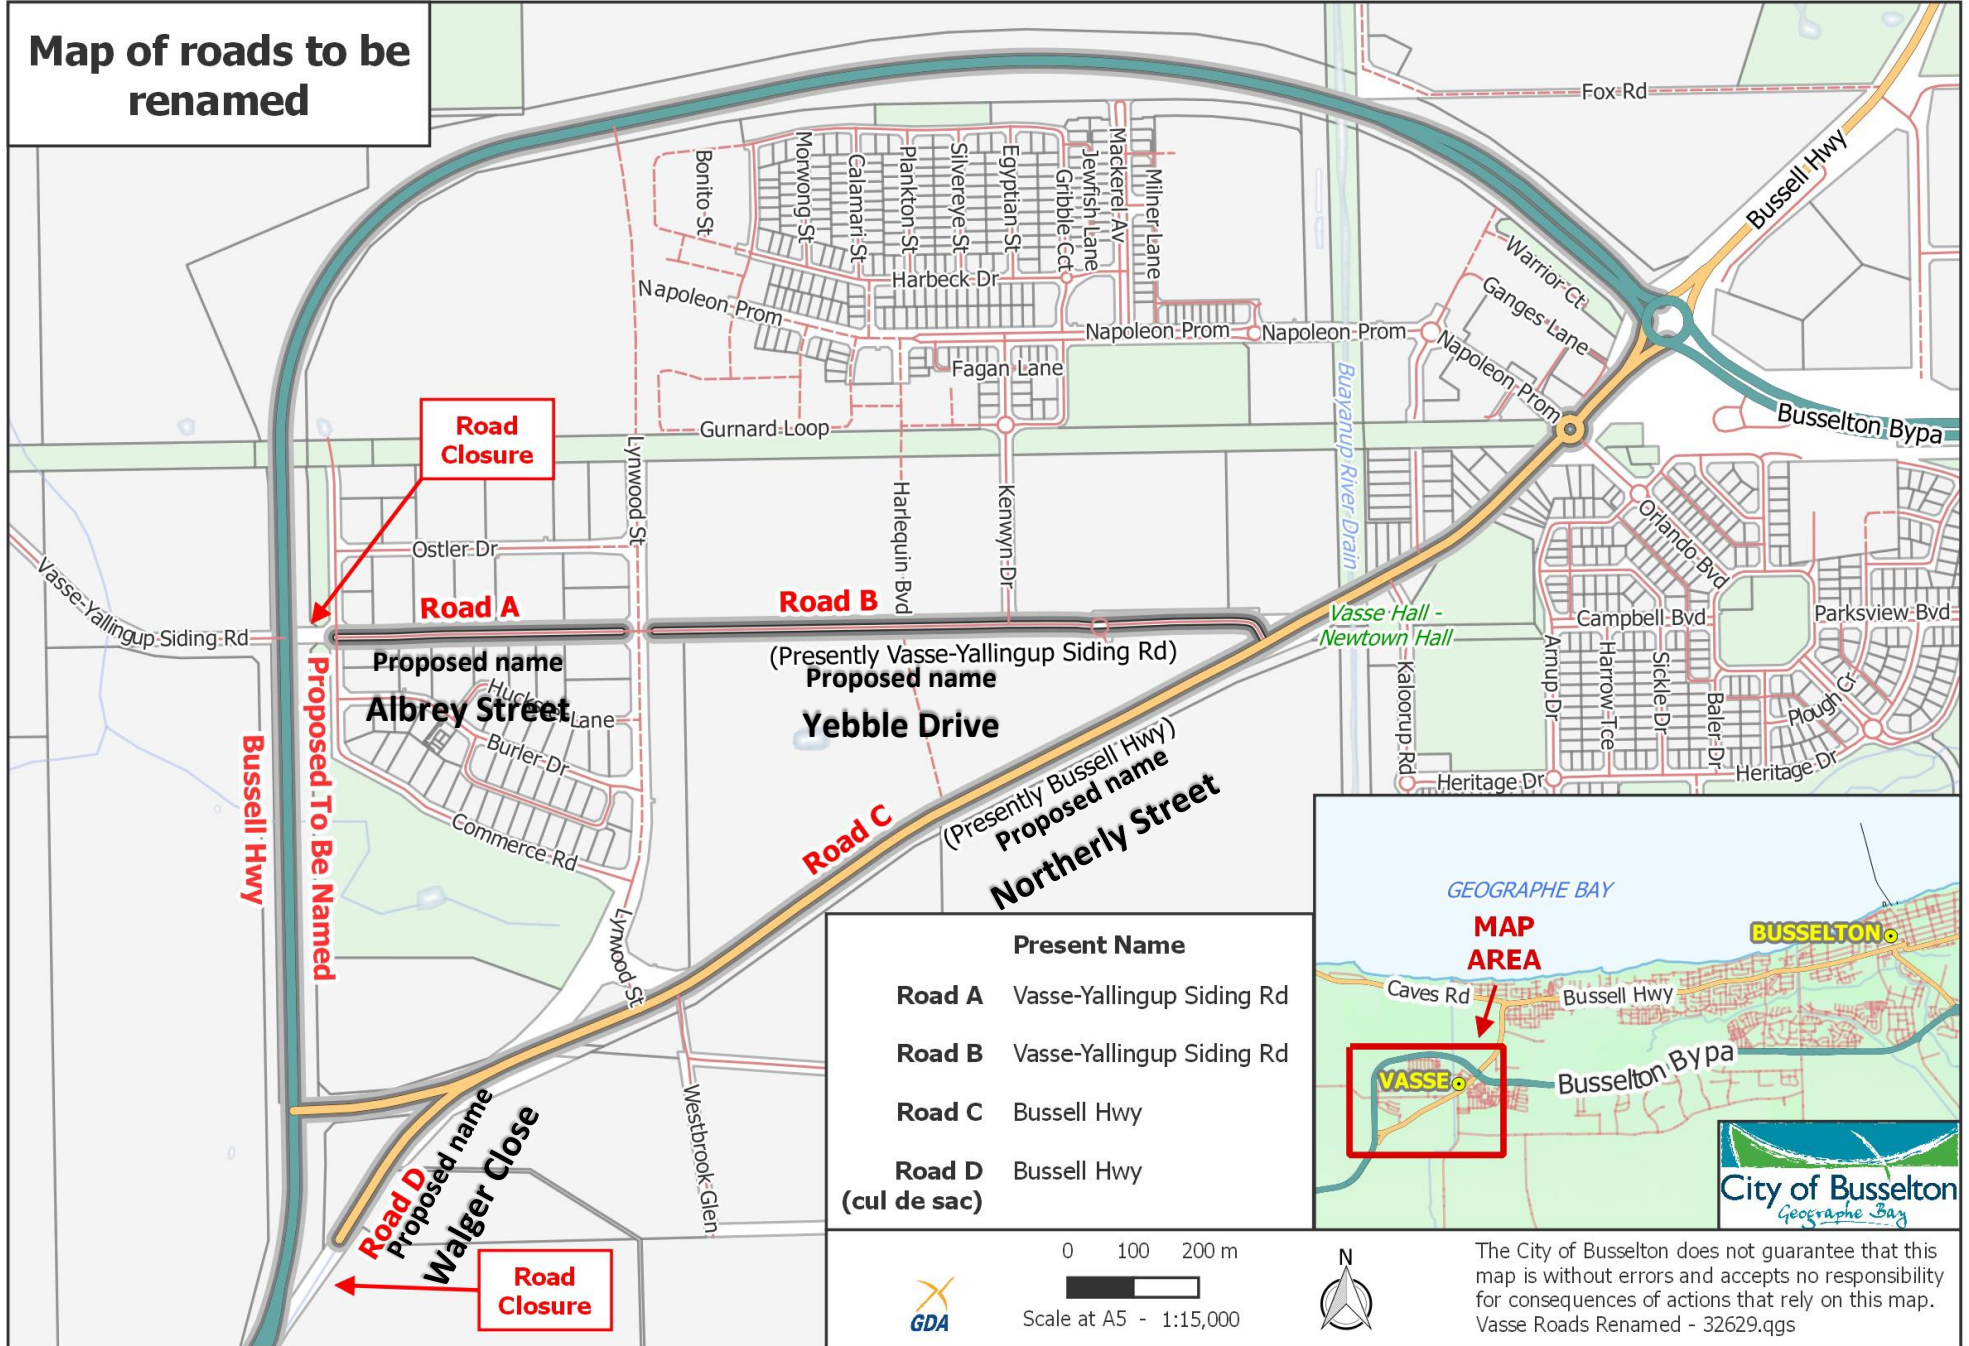 Map of roads to be
renamed
Fox Rd
Bussell Hwy
Bonito St
Morwong St
Calamari St
Plankton St
Silvereye St
Egyptian St
Gribble Cct
Jewfish Lane
Mackerel Av
Milner Lane
Harbeck Dr
Napoleon Prom
Napoleon Prom
Napoleon Prom
Napoleon Prom
Warrior Ct
Ganges Lane
Fagan Lane
Gurnard Loop
Busselton Bypa
Buayanup River Drain
Road
Closure
Lynwood St
Harlequin Bvd
Kenwyn Dr
Ostler Dr
Orlando Bvd
Vasse-Yallingup Siding Rd
Road A
Road B
Proposed name
Albrey Street
(Presently Vasse-Yallingup Siding Rd)
Proposed name
Yebble Drive
Vasse Hall -
Newtown Hall
Campbell Bvd
Parksview Bvd
Kaloorup Rd
Arnup Dr
Harrow Tce
Sickle Dr
Baler Dr
Plough Ct
Heritage Dr
Heritage Dr
Lane
Burler Dr
Commerce Rd
Bussell Hwy
Proposed To Be Named
Road C
(Presently Bussell Hwy)
Proposed name
Northerly Street
Lynwood St
Westbrook Glen
Road D
Proposed name
Walger Close
Road
Closure
Present Name
Road A Vasse-Yallingup Siding Rd
Road B Vasse-Yallingup Siding Rd
Road C Bussell Hwy
Road D Bussell Hwy
(cul de sac)
GEOGRAPHE BAY
MAP
AREA
BUSSELTON
Caves Rd
Bussell Hwy
VASSE
Busselton Bypa
City of Busselton
Geographe Bay
GDA
0 100 200 m
Scale at A5 - 1:15,000
N
The City of Busselton does not guarantee that this
map is without errors and accepts no responsibility
for consequences of actions that rely on this map.
Vasse Roads Renamed - 32629.qgs